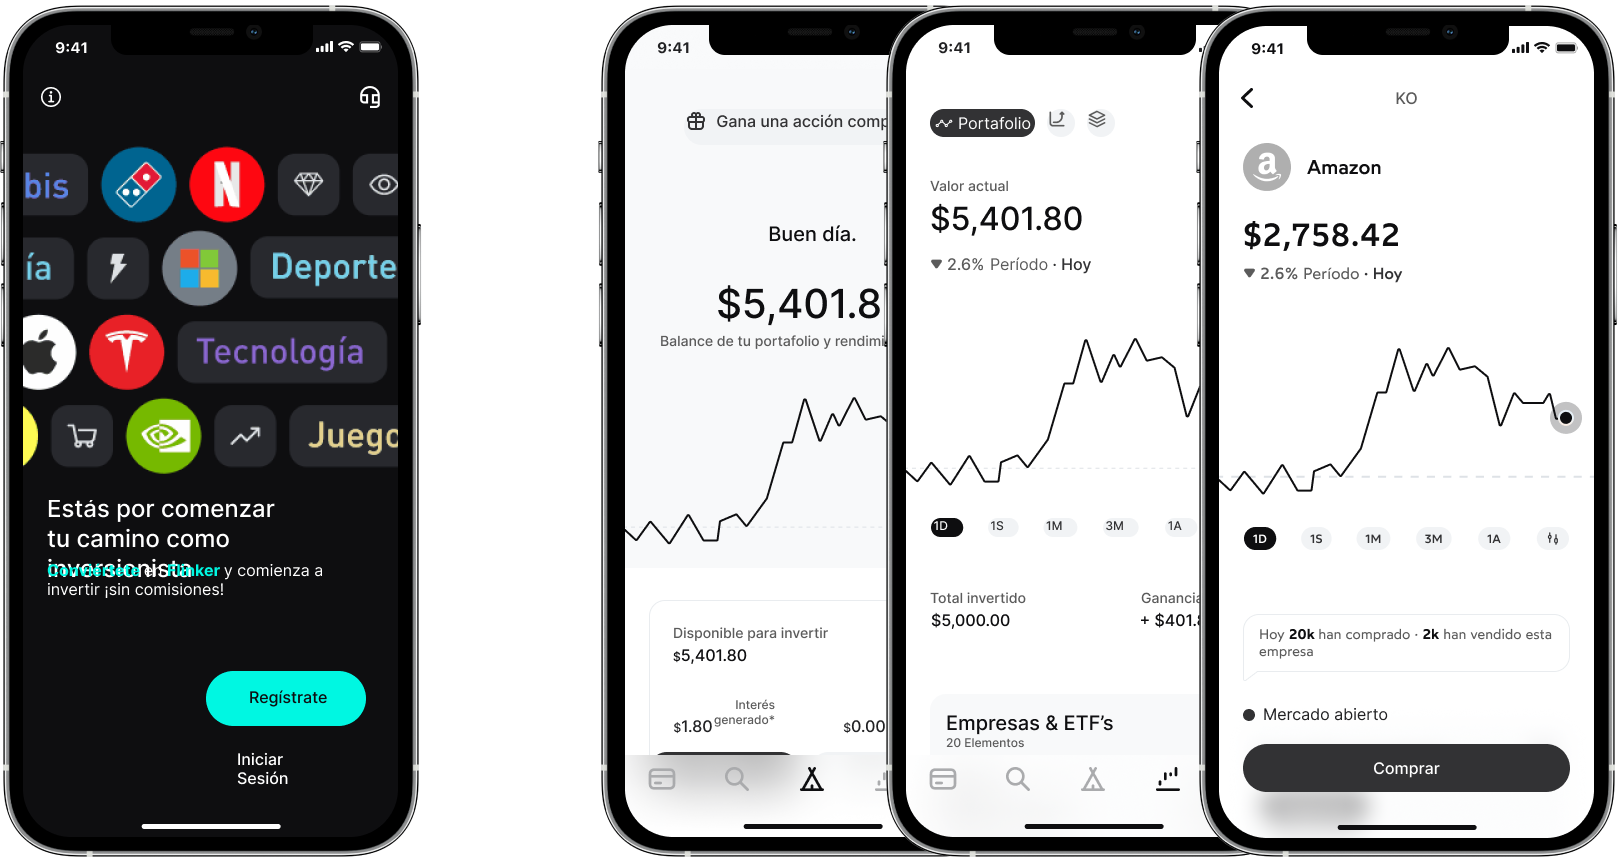 9:41
bis
N
ía
Deporte
Tecnología
Juego
Estás por comenzar
tu camino como
inversionista
Conviértete en Flinker y comienza a
invertir ¡sin comisiones!
Regístrate
Iniciar
Sesión
9:41
Gana una acción comp
Buen día.
$5,401.8
Balance de tu portafolio y rendimi
Disponible para invertir
$5,401.80
Interés
$1.80 generado*
$0.00
9:41
Portafolio
Valor actual
$5,401.80
2.6% Período · Hoy
1D 1S 1M 3M 1A
Total invertido
Ganancia
$5,000.00
+ $401.8
Empresas & ETF’s
20 Elementos
9:41
KO
a
Amazon
$2,758.42
2.6% Período · Hoy
1D 1S 1M 3M 1A
Hoy 20k han comprado · 2k han vendido esta
empresa
Mercado abierto
Comprar